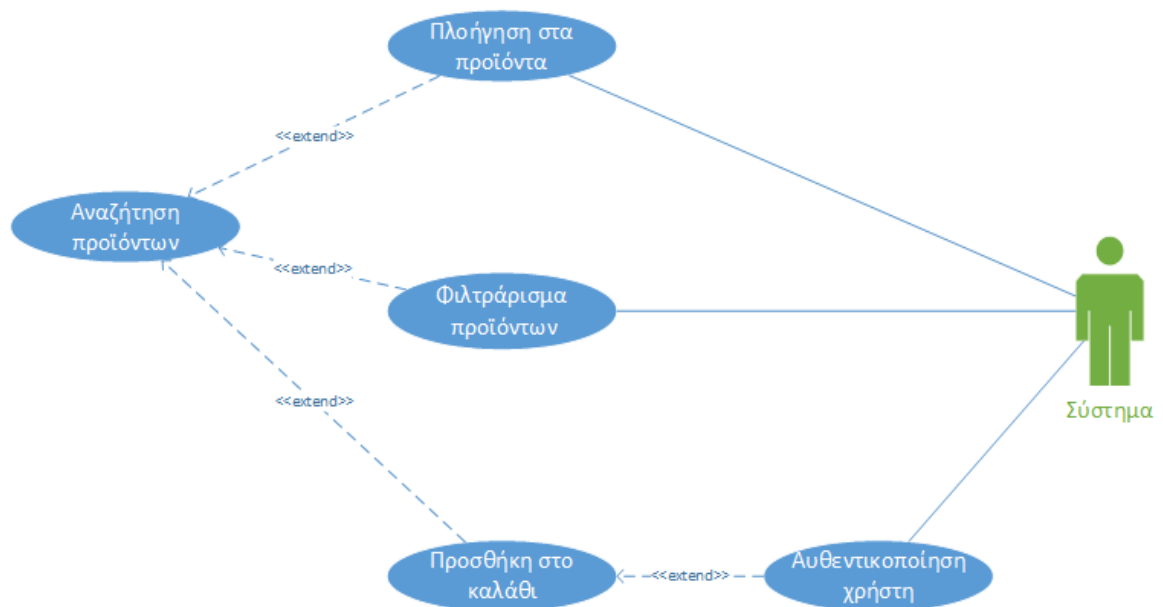 Πλοήγηση στα
προϊόντα
<<extend>>
Αναζήτηση
προϊόντων
<<extend>>
Φιλτράρισμα
προϊόντων
<<extend>>
Σύστημα
Προσθήκη στο
καλάθι
<<extend>>
Αυθεντικοποίηση
χρήστη